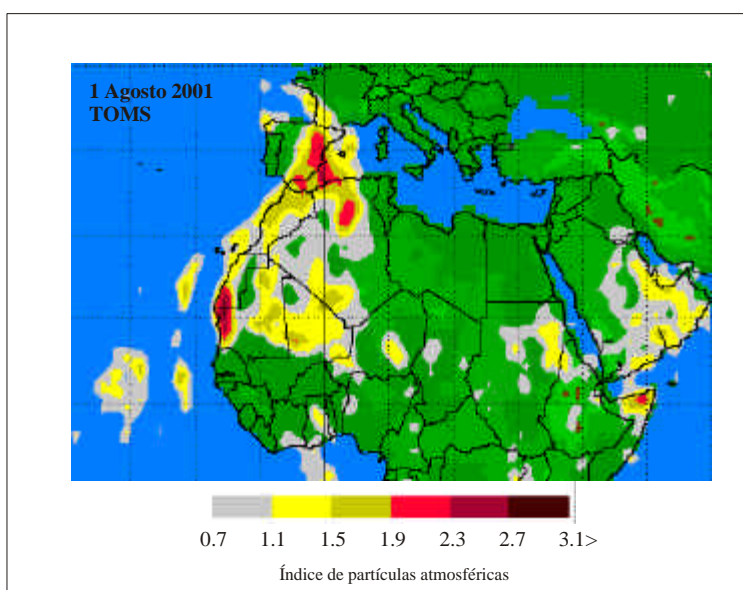 1 Agosto 2001
TOMS
0.7 1.1 1.5 1.9 2.3 2.7 3.1>
Índice de partículas atmosféricas